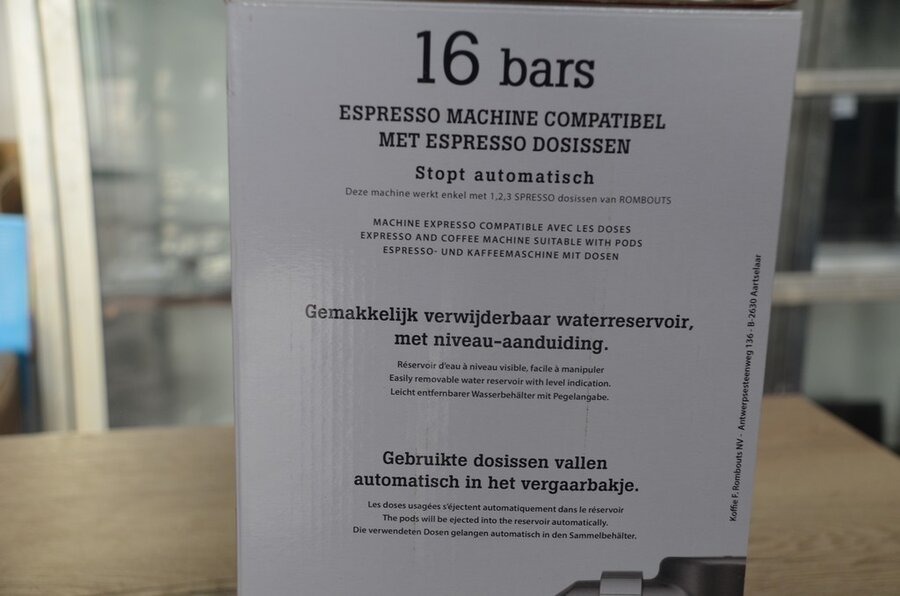 16 bars
ESPRESSO MACHINE COMPATIBEL
MET ESPRESSO DOSISSEN
Stopt automatisch
Deze machine werkt enkel met 1,2,3 SPRESSO dosissen van ROMBOUTS
MACHINE EXPRESSO COMPATIBLE AVEC LES DOSES
EXPRESSO AND COFFEE MACHINE SUITABLE WITH PODS
ESPRESSO- UND KAFFEEMASCHINE MIT DOSEN
Gemakkelijk verwijderbaar waterreservoir,
met niveau-aanduiding.
Réservoir d'eau à niveau visible, facile à manipuler
Easily removable water reservoir with level indication.
Leicht entfernbarer Wasserbehälter mit Pegelangabe.
Gebruikte dosissen vallen
automatisch in het vergaarbakje.
Les doses usagées s'éjectent automatiquement dans le réservoir
The pods will be ejected into the reservoir automatically.
Die verwendeten Dosen gelangen automatisch in den Sammelbehälter.
Koffie F. Rombouts NV - Antwerpsesteenweg 136 - B-2630 Aartselaar